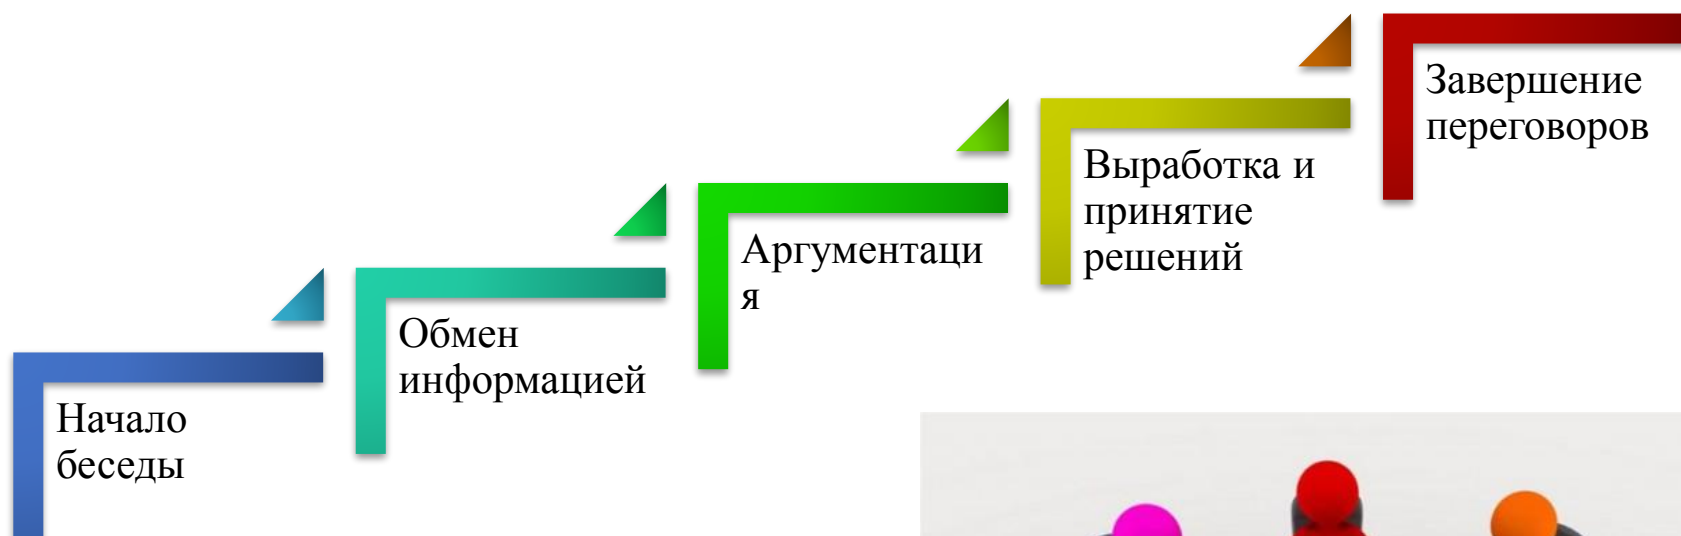 Начало
беседы
Обмен
информацией
Аргументаци
я
Выработка и
принятие
решений
Завершение
переговоров